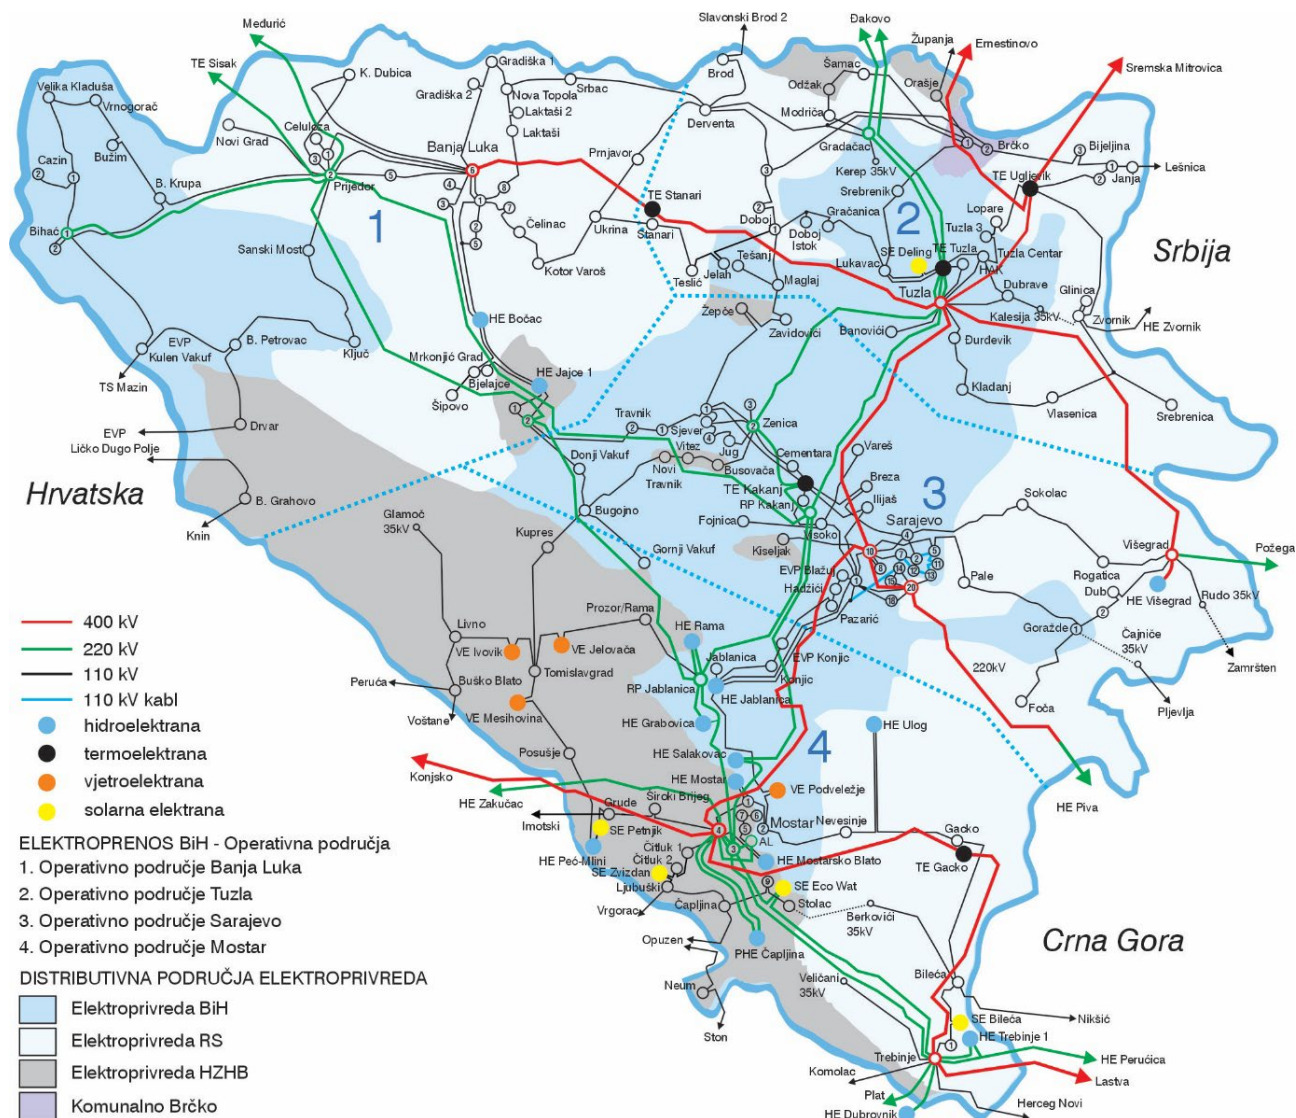 Slavonski Brod 2
Đakovo
Međurić
Županja
Ernestinovo
TE Sisak
Sremska Mitrovica
K. Dubica
Gradiška 1
Brod
Šamac
Odžak
Orašje
Velika Kladuša
Vrnogorač
Gradiška 2
Nova Topola
Srbac
Laktaši 2
Modriča
Derventa
Celuloza
Novi Grad
Laktaši
Bužim
Banja Luka
Gradačac
Brčko
Bijeljina
Prnjavor
Lešnica
Cazin
Kerep 35kV
Janja
B. Krupa
Prijedor
TE Ugljevik
TE Stanari
Srebrenik
1
2
Bihać
Čelinac
Ukrina
Stanari
Doboj
Gračanica
Doboj
Istok
Lopare
Tuzla 3
Srbija
Sanski Most
Kotor Varoš
Tešanj
SE Deling
TE Tuzla
Tuzla Centar
Lukavac
HAK
Teslić
Jelah
Maglaj
Tuzla
Dubrave
Glinica
Kalesija 35kV
Zvornik
HE Zvornik
HE Bočac
Žepče
Zavidovići
Banovići
Đurđevik
EVP
Kulen Vakuf
B. Petrovac
Ključ
Mrkonjić Grad
Bjelajce
HE Jajce 1
TS Mazin
Šipovo
Kladanj
Vlasenica
Srebrenica
Travnik
Sjever
Zenica
Drvar
EVP
Ličko Dugo Polje
Vitez
Jug
Vareš
Donji Vakuf
Novi
Travnik
Busovača
Cementara
Breza
TE Kakanj
RP Kakanj
Ilijaš
3
Hrvatska
B. Grahovo
Sokolac
Knin
Glamoč
35kV
Bugojno
Fojnica
Visoko
Sarajevo
Kupres
Kiseljak
Višegrad
Požega
Gornji Vakuf
EVP Blažuj
Hadžići
Pale
Rogatica
Dub
HE Višegrad
Rudo 35kV
Pazarić
Prozor/Rama
Goražde
Čajniče
35kV
400 kV
Livno
HE Rama
Zamršten
220 kV
VE Ivovik
VE Jelovača
Jablanica
EVP Konjic
Konjic
220kV
110 kV
Peruća
Buško Blato
Tomislavgrad
RP Jablanica
HE Jablanica
110 kV kabl
Foča
Pljevlja
Voštane
VE Mesihovina
HE Grabovica
HE Ulog
hidroelektrana
termoelektrana
Posušje
HE Salakovac
4
vjetroelektrana
Konjsko
HE Mostar
VE Podveležje
HE Piva
solarna elektrana
HE Zakučac
Grude
Široki Brijeg
Imotski
SE Petnjik
Mostar
Nevesinje
Gacko
ELEKTROPRENOS BiH - Operativna područja
AL
1. Operativno područje Banja Luka
HE Peć-Mlini
Čitluk 1
Čitluk 2
HE Mostarsko Blato
TE Gacko
2. Operativno područje Tuzla
SE Zvizdan
Ljubuški
SE Eco Wat
3. Operativno područje Sarajevo
Vrgorac
Čapljina
Stolac
Berkovići
35kV
4. Operativno područje Mostar
Opuzen
PHE Čapljina
Crna Gora
DISTRIBUTIVNA PODRUČJA ELEKTROPRIVREDA
Neum
Veličani
35kV
Bileća
Elektroprivreda BiH
Ston
SE Bileća
Nikšić
Elektroprivreda RS
HE Trebinje 1
Elektroprivreda HZHB
Trebinje
HE Perućica
Komolac
Lastva
Komunalno Brčko
Plat
Herceg Novi
HE Dubrovnik